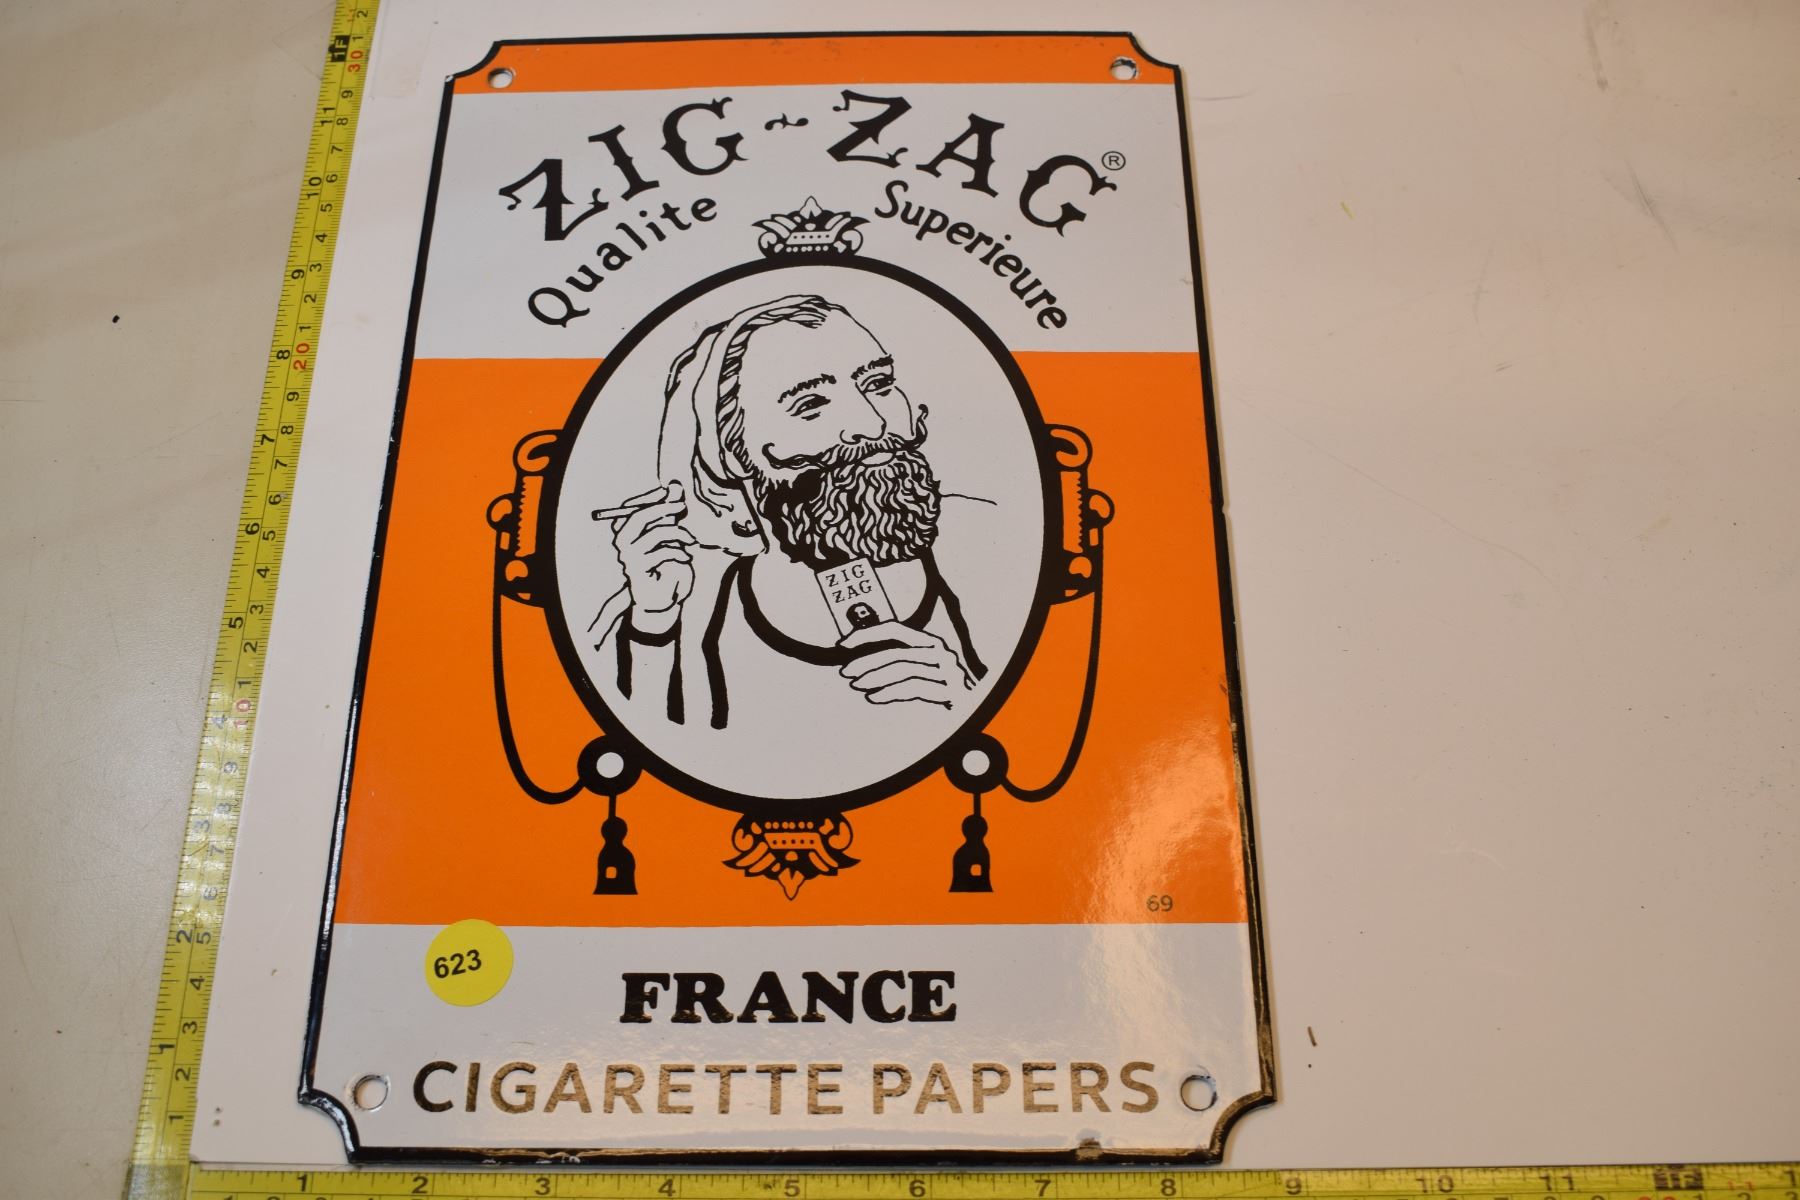 ZIG-ZAG®
Qualite Superieure
ZIG
ZAG
69
623
FRANCE
CIGARETTE PAPERS